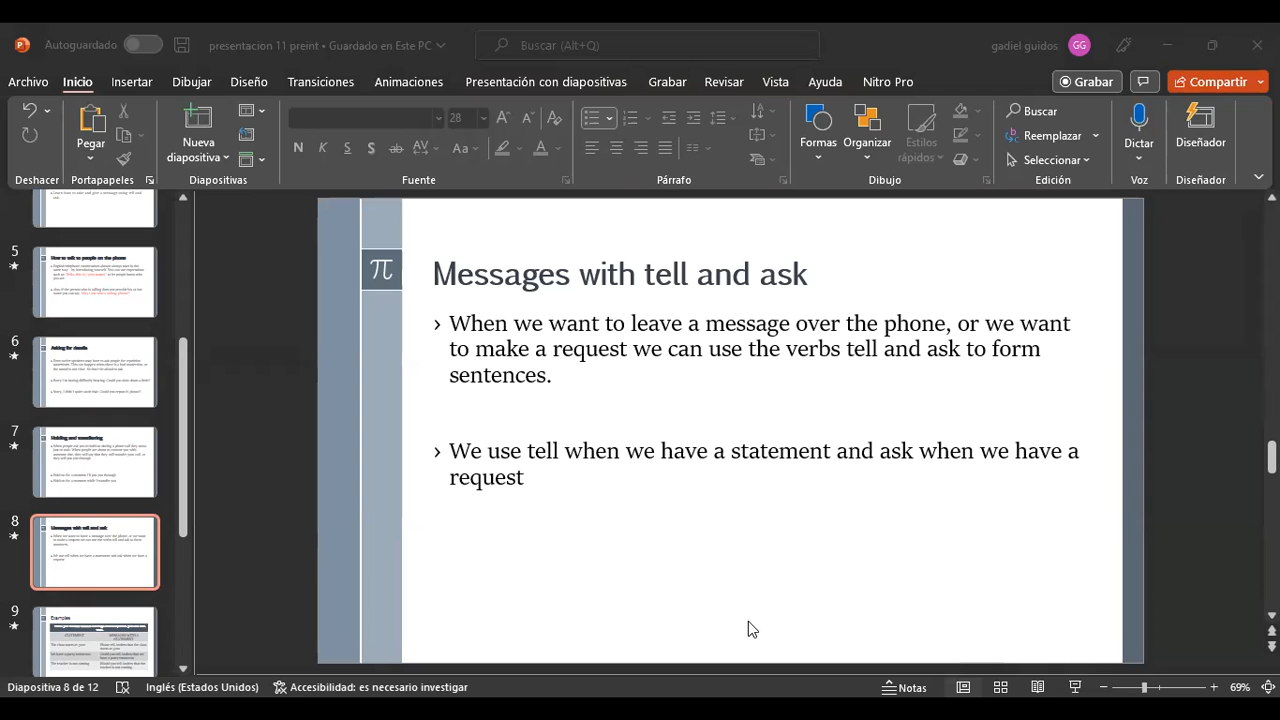 Autoguardado
presentacion 11 preint • Guardado en Este PC
Buscar (Alt+Q)
gadiel guidos
GG
Archivo Inicio Insertar Dibujar Diseño Transiciones Animaciones Presentación con diapositivas Grabar Revisar Vista Ayuda Nitro Pro
Grabar
Compartir
Pegar
Nueva
diapositiva
28
N K S S ab AV Aa A
Formas
Organizar
Estilos
rápidos
Buscar
Reemplazar
Seleccionar
Dictar
Diseñador
Deshacer Portapapeles Diapositivas Fuente Párrafo Dibujo Edición Voz Diseñador
5
How to talk to people on the phone
6
Asking for details
7
Holding and transferring
8
Messages with tell and ask
9
Examples
π
Messages with tell and ask
› When we want to leave a message over the phone, or we want
to make a request we can use the verbs tell and ask to form
sentences.
› We use tell when we have a statement and ask when we have a
request
Diapositiva 8 de 12
Inglés (Estados Unidos)
Accesibilidad: es necesario investigar
Notas
69%